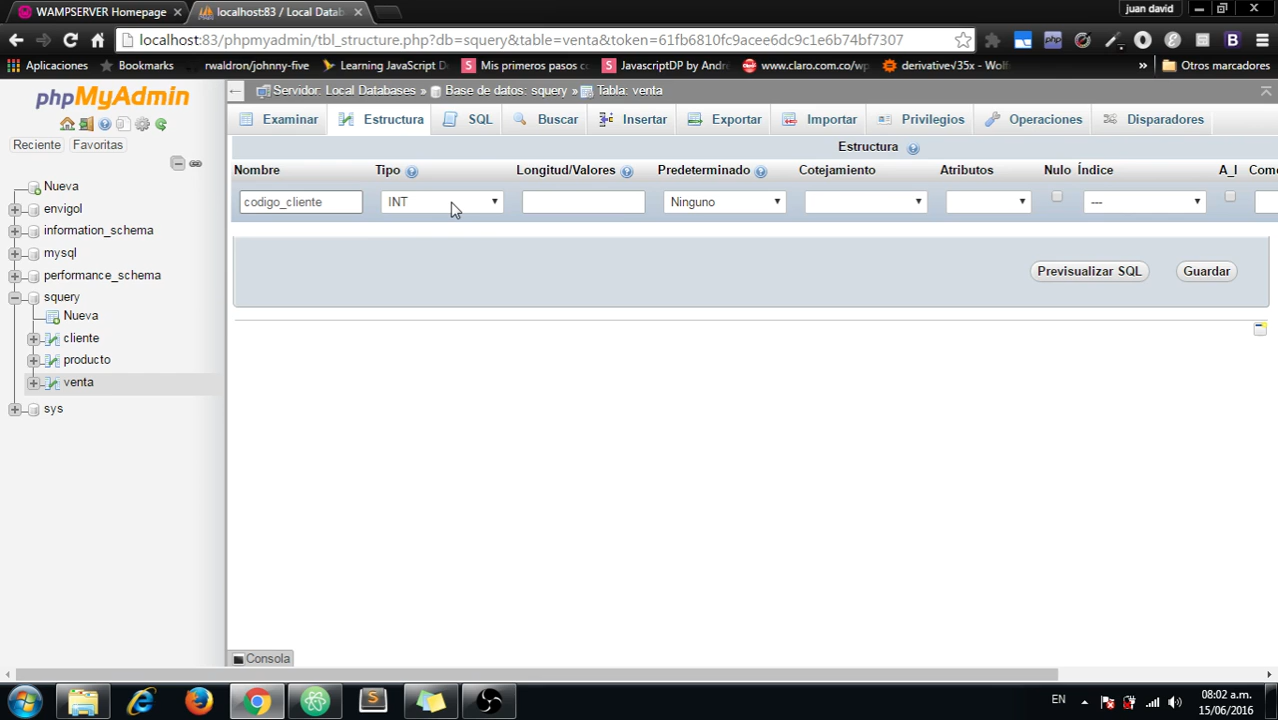 juan david
WAMPSERVER Homepage
localhost:83 / Local Datab
localhost:83/phpmyadmin/tbl_structure.php?db=squery&table=venta&token=61fb6810fc9acee6dc9c1e6b74bf7307
Aplicaciones Bookmarks rwaldron/johnny-five Learning JavaScript D Mis primeros pasos c JavascriptDP by André www.claro.com.co/wp derivative√35x - Wolf » Otros marcadores
phpMyAdmin
Reciente Favoritas
Nueva
envigol
information_schema
mysql
performance_schema
squery
Nueva
cliente
producto
venta
sys
Servidor: Local Databases » Base de datos: squery » Tabla: venta
Examinar Estructura SQL Buscar Insertar Exportar Importar Privilegios Operaciones Disparadores
Estructura
Nombre Tipo Longitud/Valores Predeterminado Cotejamiento Atributos Nulo Índice A_I Come
codigo_cliente INT Ninguno ---
Previsualizar SQL Guardar
Consola
EN
08:02 a.m.
15/06/2016